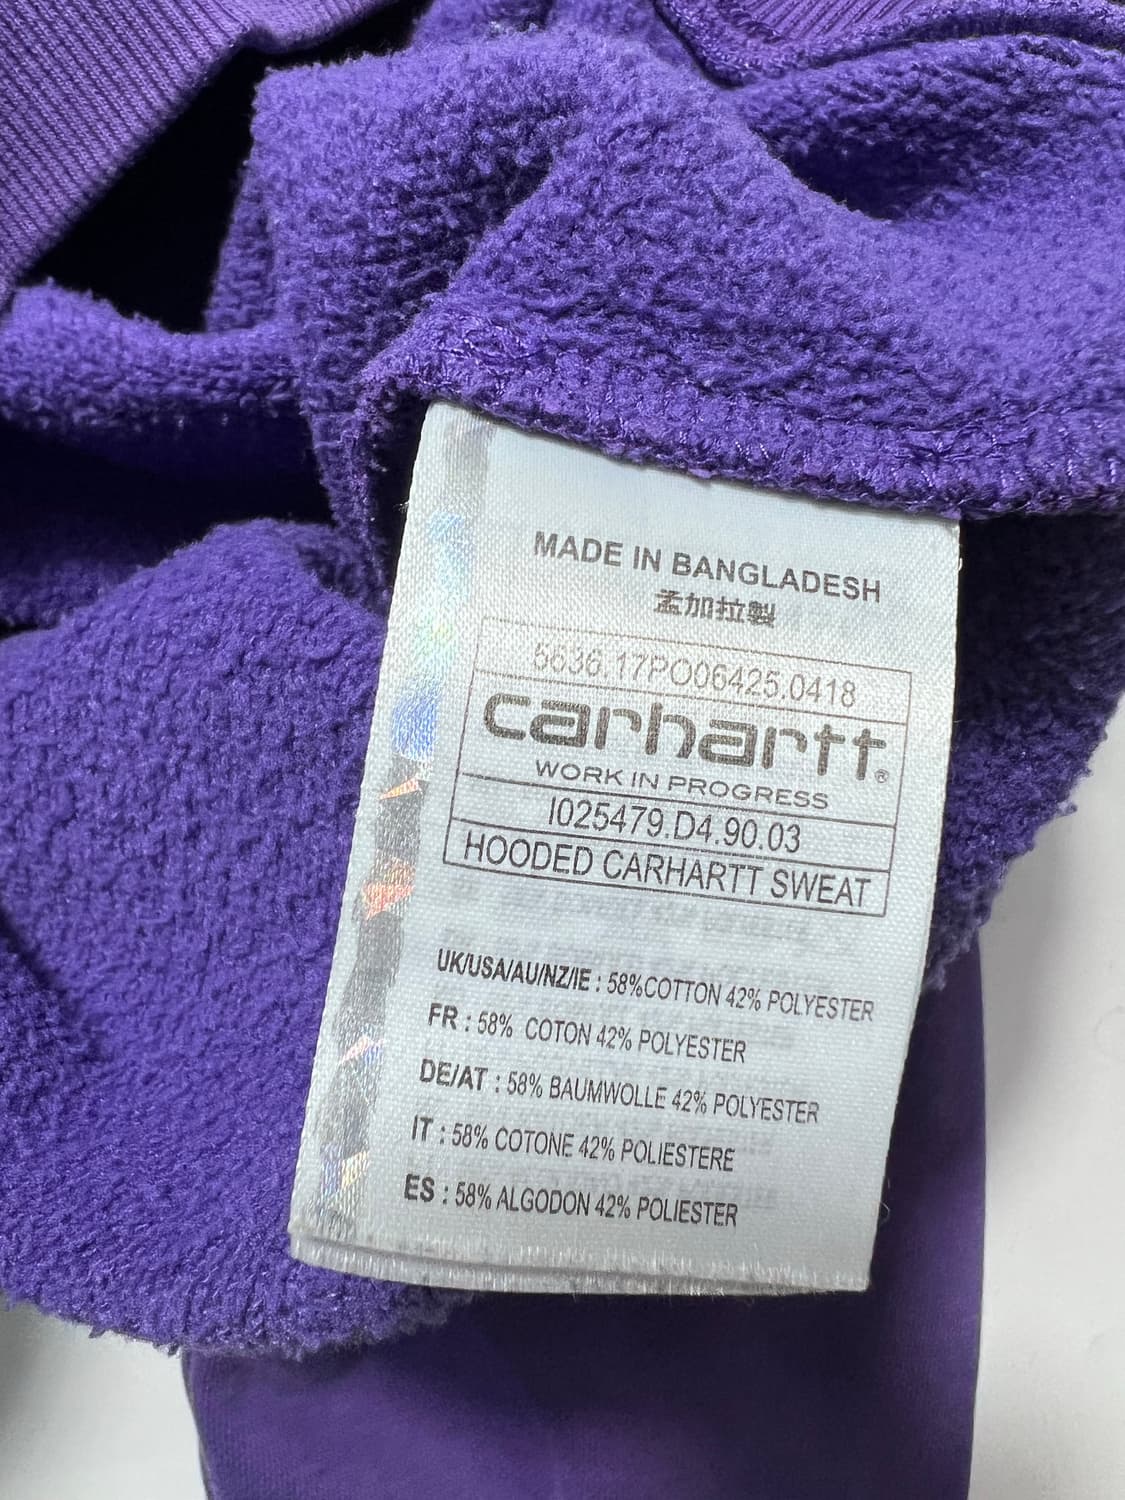 MADE IN BANGLADESH
孟加拉製
5636.17PO06425.0418
carhartt®
WORK IN PROGRESS
I025479.D4.90.03
HOODED CARHARTT SWEAT
UK/USA/AU/NZ/IE : 58%COTTON 42% POLYESTER
FR : 58% COTON 42% POLYESTER
DE/AT : 58% BAUMWOLLE 42% POLYESTER
IT : 58% COTONE 42% POLIESTERE
ES : 58% ALGODON 42% POLIESTER